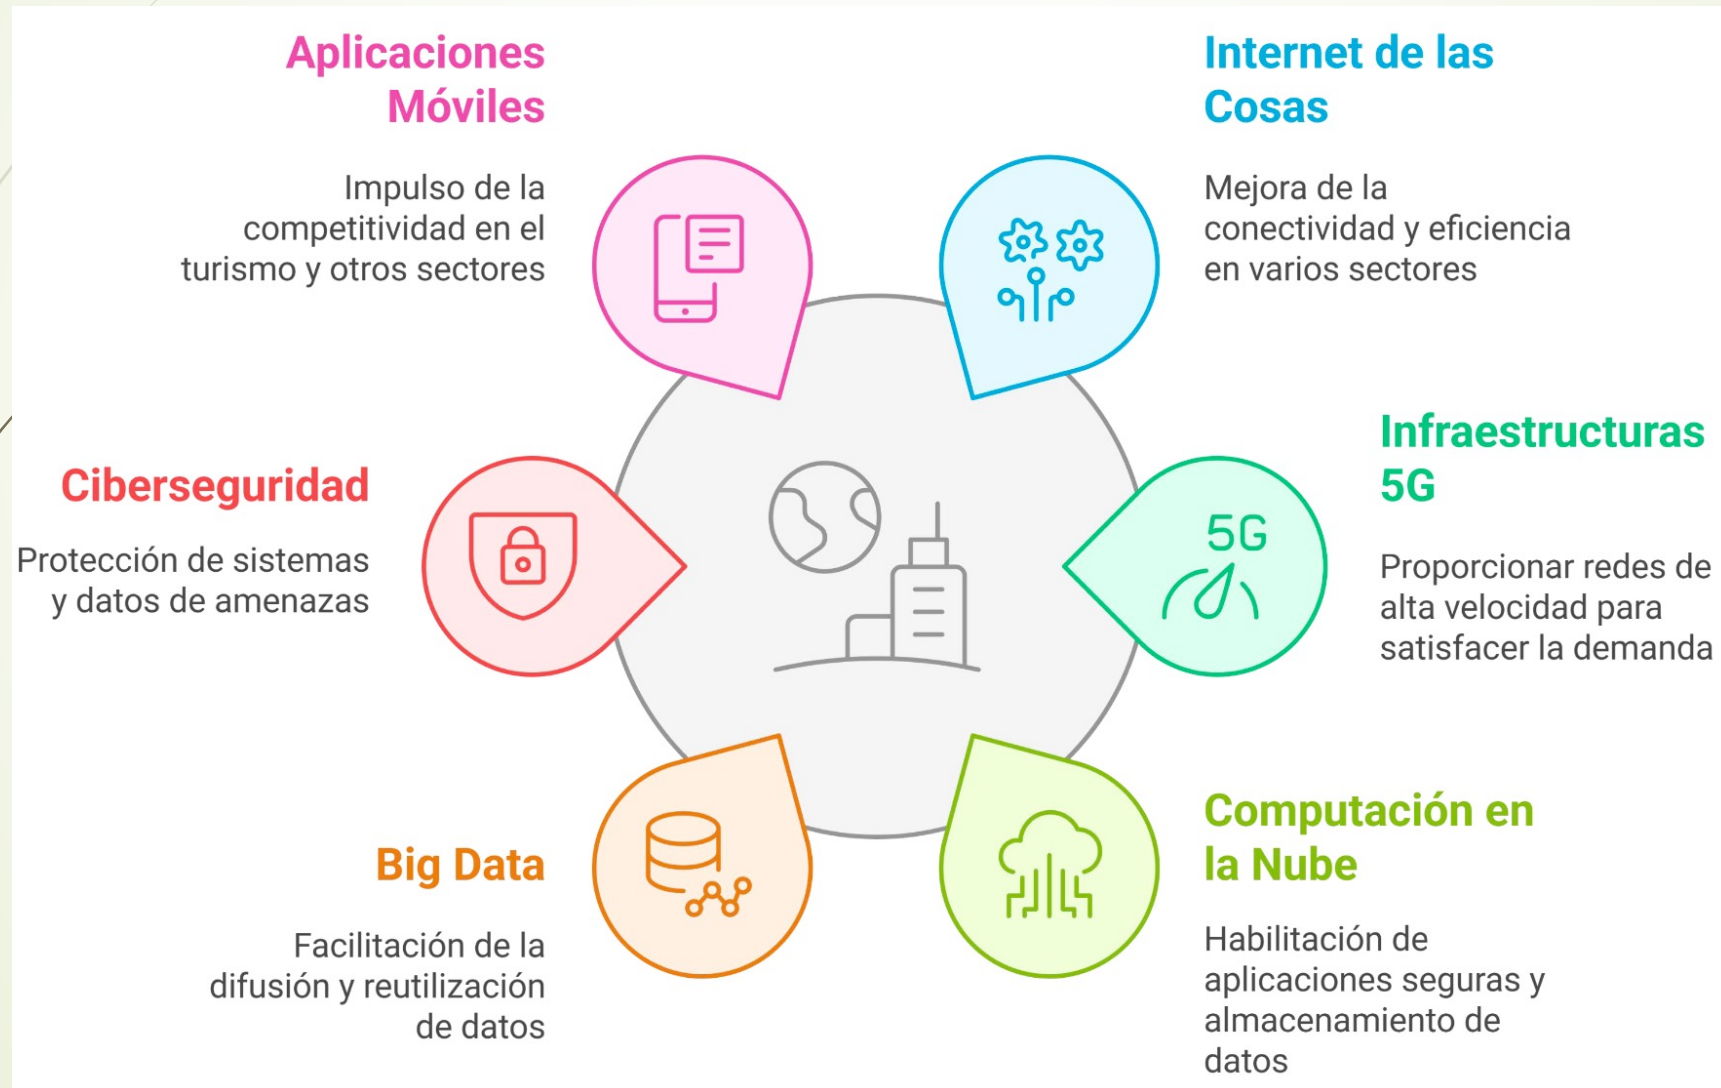 Aplicaciones
Móviles
Impulso de la
competitividad en el
turismo y otros sectores
Internet de las
Cosas
Mejora de la
conectividad y eficiencia
en varios sectores
Ciberseguridad
Protección de sistemas
y datos de amenazas
5G
Infraestructuras
5G
Proporcionar redes de
alta velocidad para
satisfacer la demanda
Big Data
Facilitación de la
difusión y reutilización
de datos
Computación en
la Nube
Habilitación de
aplicaciones seguras y
almacenamiento de
datos